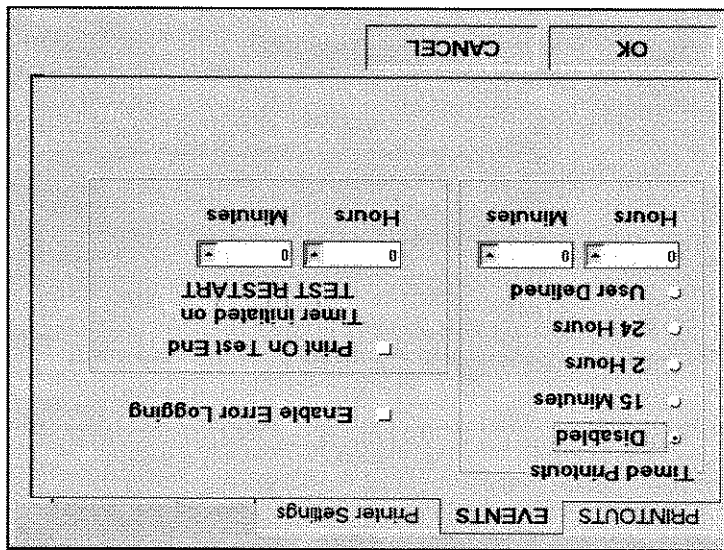 PRINTOUTS EVENTS Printer Settings
Timed Printouts
Disabled
15 Minutes
2 Hours
24 Hours
User Defined
0 0
Hours Minutes
Enable Error Logging
Print On Test End
Timer initiated on
TEST RESTART
0 0
Hours Minutes
OK CANCEL